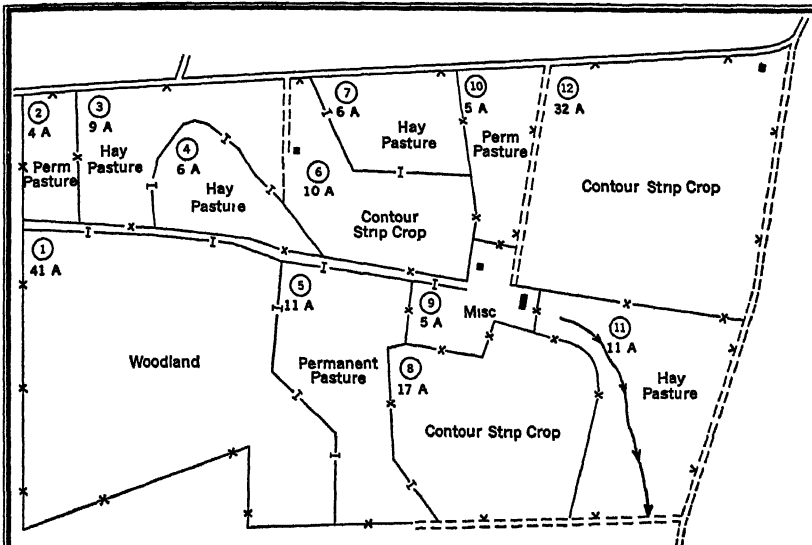 2
4 A
Perm
Pasture
3
9 A
Hay
Pasture
4
6 A
Hay
Pasture
7
6 A
Hay
Pasture
6
10 A
Contour
Strip Crop
10
5 A
Perm
Pasture
12
32 A
Contour Strip Crop
1
41 A
Woodland
5
11 A
Permanent
Pasture
9
5 A
Misc
8
17 A
Contour Strip Crop
11
11 A
Hay
Pasture